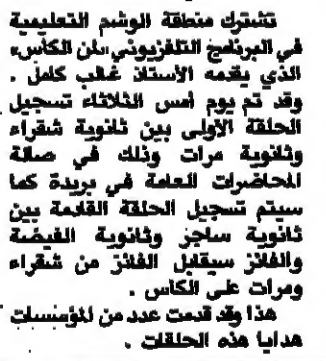 تشترك منطقة الوشم التعليمية
في البرنامج التلفزيوني «لمن الكأس»
الذي يقدمه الأستاذ غالب كامل .
وقد تم يوم أمس الثلاثاء تسجيل
الحلقة الأولى بين ثانوية شقراء
وثانوية مرات وذلك في صالة
المحاضرات العامة في بريدة كما
سيتم تسجيل الحلقة القادمة بين
ثانوية ساجر وثانوية الفيضة
والفائز سيقابل الفائز من شقراء
ومرات على الكأس .
هذا وقد قدمت عدد من المؤسسات
هدايا هذه الحلقات .